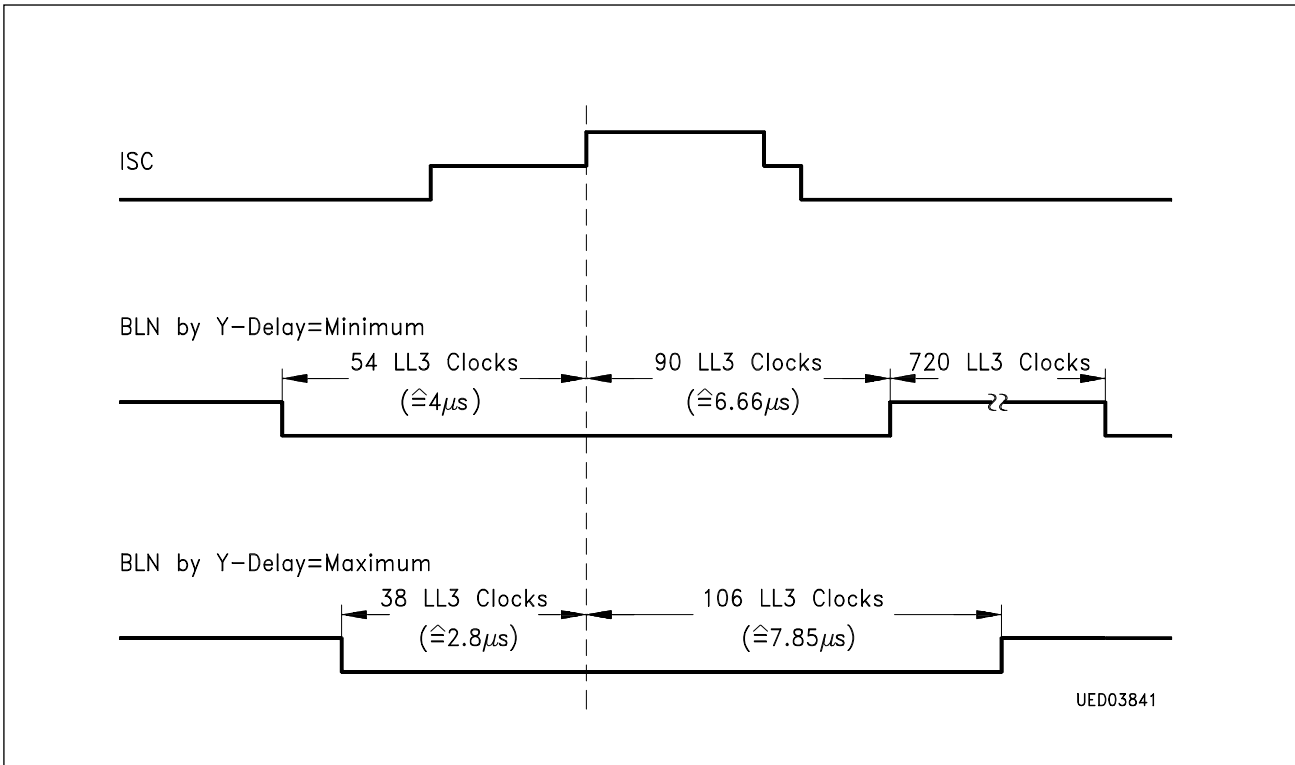 ISC
BLN by Y-Delay=Minimum
54 LL3 Clocks
90 LL3 Clocks
720 LL3 Clocks
(≙4µs)
(≙6.66µs)
BLN by Y-Delay=Maximum
38 LL3 Clocks
106 LL3 Clocks
(≙2.8µs)
(≙7.85µs)
UED03841